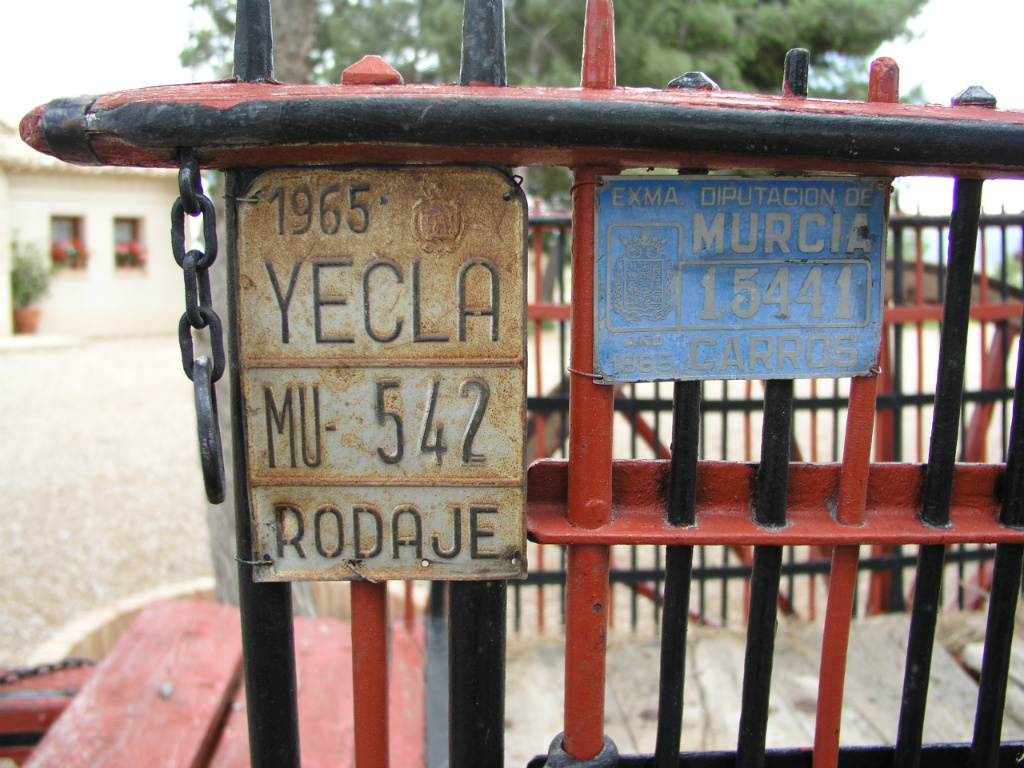 1965
YECLA
MU-542
RODAJE
EXMA. DIPUTACION DE
MURCIA
15441
AÑO
1965 CARROS